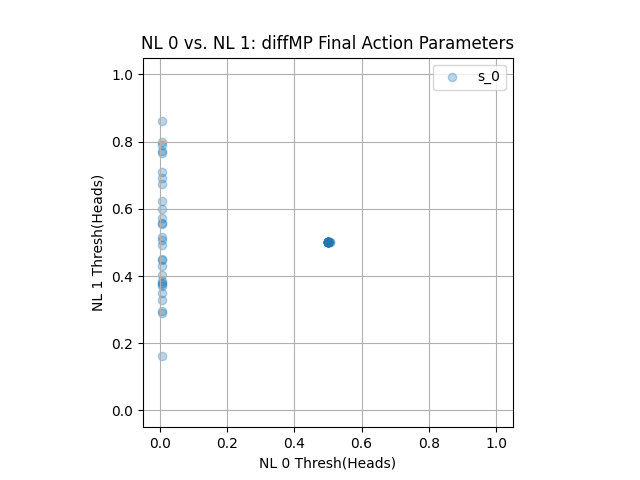 NL 0 vs. NL 1: diffMP Final Action Parameters
s_0
1.0
0.8
0.6
0.4
0.2
0.0
NL 1 Thresh(Heads)
0.0 0.2 0.4 0.6 0.8 1.0
NL 0 Thresh(Heads)